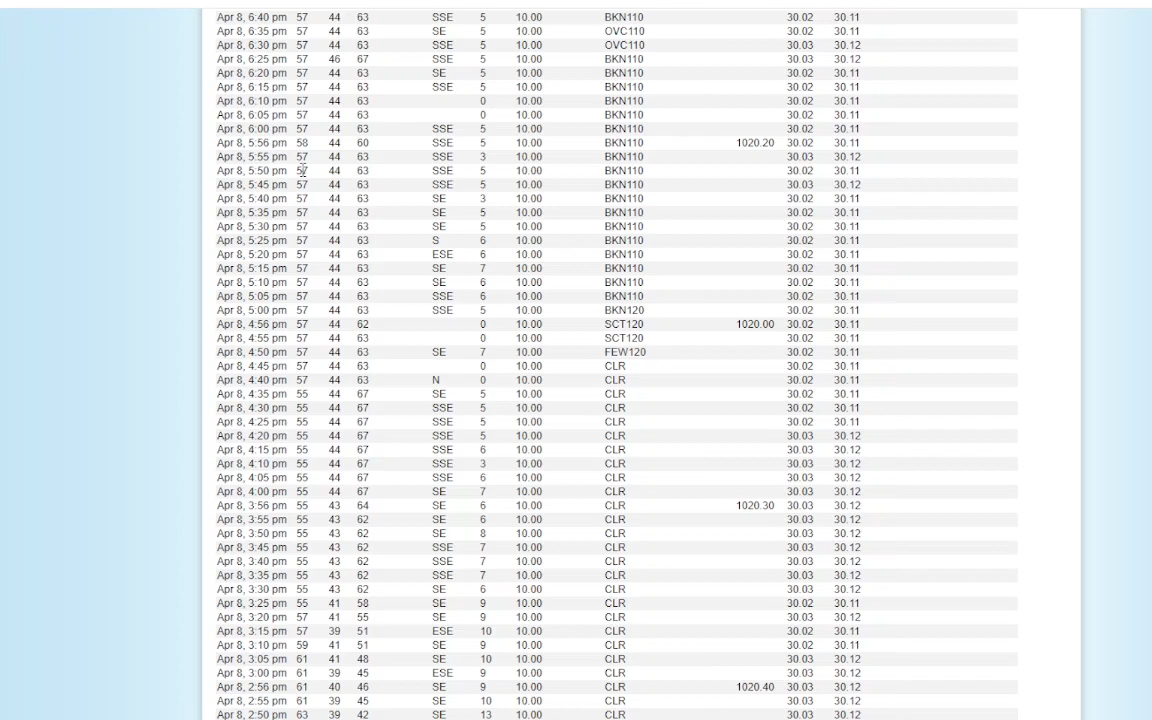 Apr 8, 6:40 pm 57 44 63 SSE 5 10.00 BKN110 30.02 30.11
Apr 8, 6:35 pm 57 44 63 SE 5 10.00 OVC110 30.02 30.11
Apr 8, 6:30 pm 57 44 63 SSE 5 10.00 OVC110 30.03 30.12
Apr 8, 6:25 pm 57 46 67 SSE 5 10.00 BKN110 30.03 30.12
Apr 8, 6:20 pm 57 44 63 SE 5 10.00 BKN110 30.02 30.11
Apr 8, 6:15 pm 57 44 63 SSE 5 10.00 BKN110 30.02 30.11
Apr 8, 6:10 pm 57 44 63 0 10.00 BKN110 30.02 30.11
Apr 8, 6:05 pm 57 44 63 0 10.00 BKN110 30.02 30.11
Apr 8, 6:00 pm 57 44 63 SSE 5 10.00 BKN110 30.02 30.11
Apr 8, 5:56 pm 58 44 60 SSE 5 10.00 BKN110 1020.20 30.02 30.11
Apr 8, 5:55 pm 57 44 63 SSE 3 10.00 BKN110 30.03 30.12
Apr 8, 5:50 pm 57 44 63 SSE 5 10.00 BKN110 30.02 30.11
Apr 8, 5:45 pm 57 44 63 SSE 5 10.00 BKN110 30.03 30.12
Apr 8, 5:40 pm 57 44 63 SE 3 10.00 BKN110 30.02 30.11
Apr 8, 5:35 pm 57 44 63 SE 5 10.00 BKN110 30.02 30.11
Apr 8, 5:30 pm 57 44 63 SE 5 10.00 BKN110 30.02 30.11
Apr 8, 5:25 pm 57 44 63 S 6 10.00 BKN110 30.02 30.11
Apr 8, 5:20 pm 57 44 63 ESE 6 10.00 BKN110 30.02 30.11
Apr 8, 5:15 pm 57 44 63 SE 7 10.00 BKN110 30.02 30.11
Apr 8, 5:10 pm 57 44 63 SE 6 10.00 BKN110 30.02 30.11
Apr 8, 5:05 pm 57 44 63 SSE 6 10.00 BKN110 30.02 30.11
Apr 8, 5:00 pm 57 44 63 SSE 5 10.00 BKN120 30.02 30.11
Apr 8, 4:56 pm 57 44 62 0 10.00 SCT120 1020.00 30.02 30.11
Apr 8, 4:55 pm 57 44 63 0 10.00 SCT120 30.02 30.11
Apr 8, 4:50 pm 57 44 63 SE 7 10.00 FEW120 30.02 30.11
Apr 8, 4:45 pm 57 44 63 0 10.00 CLR 30.02 30.11
Apr 8, 4:40 pm 57 44 63 N 0 10.00 CLR 30.02 30.11
Apr 8, 4:35 pm 55 44 67 SE 5 10.00 CLR 30.02 30.11
Apr 8, 4:30 pm 55 44 67 SSE 5 10.00 CLR 30.02 30.11
Apr 8, 4:25 pm 55 44 67 SSE 5 10.00 CLR 30.02 30.11
Apr 8, 4:20 pm 55 44 67 SSE 5 10.00 CLR 30.03 30.12
Apr 8, 4:15 pm 55 44 67 SSE 6 10.00 CLR 30.03 30.12
Apr 8, 4:10 pm 55 44 67 SSE 3 10.00 CLR 30.03 30.12
Apr 8, 4:05 pm 55 44 67 SSE 6 10.00 CLR 30.03 30.12
Apr 8, 4:00 pm 55 44 67 SE 7 10.00 CLR 30.03 30.12
Apr 8, 3:56 pm 55 43 64 SE 6 10.00 CLR 1020.30 30.03 30.12
Apr 8, 3:55 pm 55 43 62 SE 6 10.00 CLR 30.03 30.12
Apr 8, 3:50 pm 55 43 62 SE 8 10.00 CLR 30.03 30.12
Apr 8, 3:45 pm 55 43 62 SSE 7 10.00 CLR 30.03 30.12
Apr 8, 3:40 pm 55 43 62 SSE 7 10.00 CLR 30.03 30.12
Apr 8, 3:35 pm 55 43 62 SSE 7 10.00 CLR 30.03 30.12
Apr 8, 3:30 pm 55 43 62 SE 6 10.00 CLR 30.03 30.12
Apr 8, 3:25 pm 55 41 58 SE 9 10.00 CLR 30.02 30.11
Apr 8, 3:20 pm 57 41 55 SE 9 10.00 CLR 30.03 30.12
Apr 8, 3:15 pm 57 39 51 ESE 10 10.00 CLR 30.02 30.11
Apr 8, 3:10 pm 59 41 51 SE 9 10.00 CLR 30.02 30.11
Apr 8, 3:05 pm 61 41 48 SE 10 10.00 CLR 30.03 30.12
Apr 8, 3:00 pm 61 39 45 ESE 9 10.00 CLR 30.03 30.12
Apr 8, 2:56 pm 61 40 46 SE 9 10.00 CLR 1020.40 30.03 30.12
Apr 8, 2:55 pm 61 39 45 SE 10 10.00 CLR 30.03 30.12
Apr 8, 2:50 pm 63 39 42 SE 13 10.00 CLR 30.03 30.12